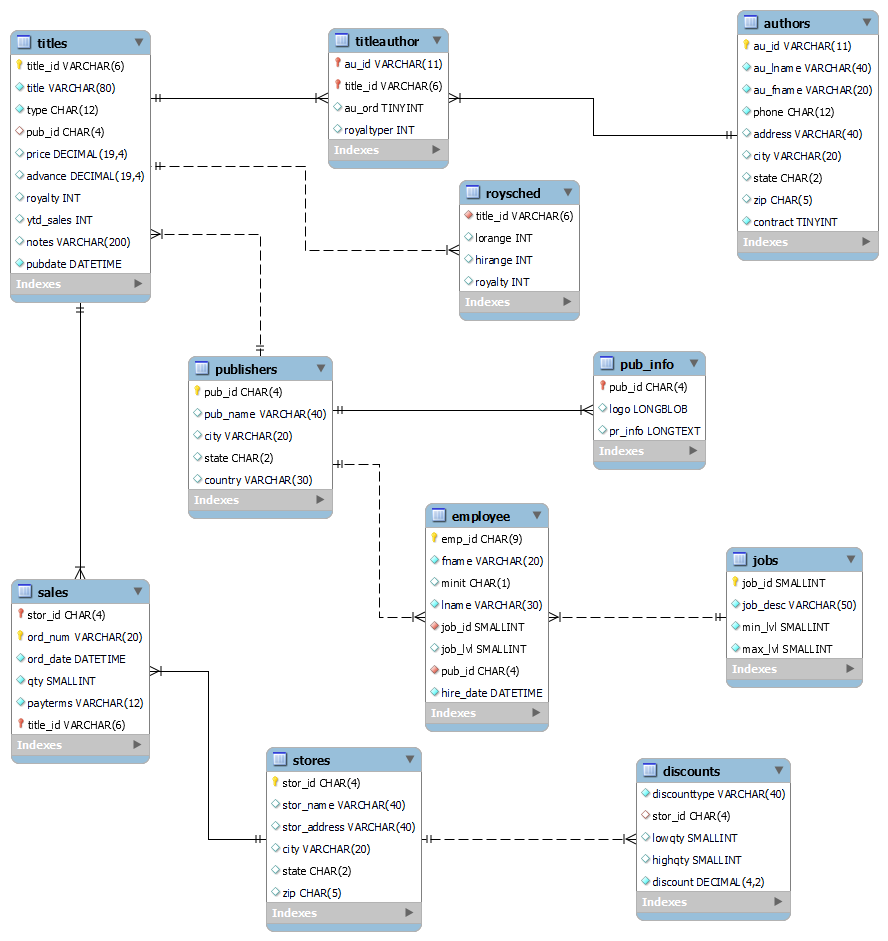 titles
title_id VARCHAR(6)
title VARCHAR(80)
type CHAR(12)
pub_id CHAR(4)
price DECIMAL(19,4)
advance DECIMAL(19,4)
royalty INT
ytd_sales INT
notes VARCHAR(200)
pubdate DATETIME
Indexes
titleauthor
au_id VARCHAR(11)
title_id VARCHAR(6)
au_ord TINYINT
royaltyper INT
Indexes
authors
au_id VARCHAR(11)
au_lname VARCHAR(40)
au_fname VARCHAR(20)
phone CHAR(12)
address VARCHAR(40)
city VARCHAR(20)
state CHAR(2)
zip CHAR(5)
contract TINYINT
Indexes
roysched
title_id VARCHAR(6)
lorange INT
hirange INT
royalty INT
Indexes
publishers
pub_id CHAR(4)
pub_name VARCHAR(40)
city VARCHAR(20)
state CHAR(2)
country VARCHAR(30)
Indexes
pub_info
pub_id CHAR(4)
logo LONGBLOB
pr_info LONGTEXT
Indexes
employee
emp_id CHAR(9)
fname VARCHAR(20)
minit CHAR(1)
lname VARCHAR(30)
job_id SMALLINT
job_lvl SMALLINT
pub_id CHAR(4)
hire_date DATETIME
Indexes
jobs
job_id SMALLINT
job_desc VARCHAR(50)
min_lvl SMALLINT
max_lvl SMALLINT
Indexes
sales
stor_id CHAR(4)
ord_num VARCHAR(20)
ord_date DATETIME
qty SMALLINT
payterms VARCHAR(12)
title_id VARCHAR(6)
Indexes
stores
stor_id CHAR(4)
stor_name VARCHAR(40)
stor_address VARCHAR(40)
city VARCHAR(20)
state CHAR(2)
zip CHAR(5)
Indexes
discounts
discounttype VARCHAR(40)
stor_id CHAR(4)
lowqty SMALLINT
highqty SMALLINT
discount DECIMAL(4,2)
Indexes